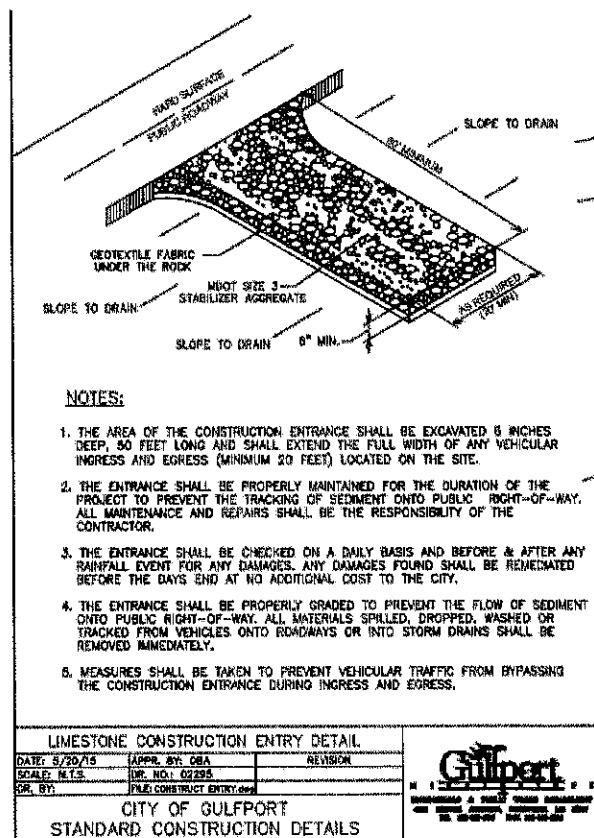 HARD SURFACE
PUBLIC ROADWAY
SLOPE TO DRAIN
50' MINIMUM
GEOTEXTILE FABRIC
UNDER THE ROCK
MDOT SIZE 3
STABILIZER AGGREGATE
SLOPE TO DRAIN
SLOPE TO DRAIN
6" MIN.
AS REQUIRED
(20' MIN)
NOTES:
1. THE AREA OF THE CONSTRUCTION ENTRANCE SHALL BE EXCAVATED 6 INCHES
DEEP, 50 FEET LONG AND SHALL EXTEND THE FULL WIDTH OF ANY VEHICULAR
INGRESS AND EGRESS (MINIMUM 20 FEET) LOCATED ON THE SITE.
2. THE ENTRANCE SHALL BE PROPERLY MAINTAINED FOR THE DURATION OF THE
PROJECT TO PREVENT THE TRACKING OF SEDIMENT ONTO PUBLIC RIGHT-OF-WAY.
ALL MAINTENANCE AND REPAIRS SHALL BE THE RESPONSIBILITY OF THE
CONTRACTOR.
3. THE ENTRANCE SHALL BE CHECKED ON A DAILY BASIS AND BEFORE & AFTER ANY
RAINFALL EVENT FOR ANY DAMAGES. ANY DAMAGES FOUND SHALL BE REMEDIATED
BEFORE THE DAYS END AT NO ADDITIONAL COST TO THE CITY.
4. THE ENTRANCE SHALL BE PROPERLY GRADED TO PREVENT THE FLOW OF SEDIMENT
ONTO PUBLIC RIGHT-OF-WAY. ALL MATERIALS SPILLED, DROPPED, WASHED OR
TRACKED FROM VEHICLES ONTO ROADWAYS OR INTO STORM DRAINS SHALL BE
REMOVED IMMEDIATELY.
5. MEASURES SHALL BE TAKEN TO PREVENT VEHICULAR TRAFFIC FROM BYPASSING
THE CONSTRUCTION ENTRANCE DURING INGRESS AND EGRESS.
LIMESTONE CONSTRUCTION ENTRY DETAIL
DATE: 5/20/15 APPR. BY: GBA REVISION
SCALE: N.T.S. DR. NO.: 02295
DR. BY: FILE: CONSTRUCT ENTRY.dwg
CITY OF GULFPORT
STANDARD CONSTRUCTION DETAILS
Gulfport